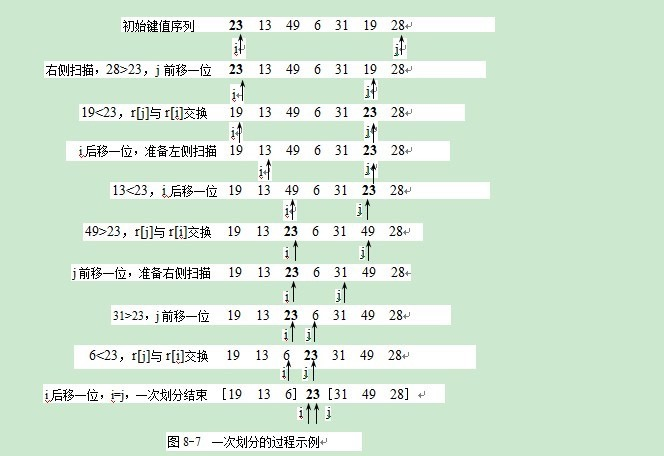 初始键值序列 23 13 49 6 31 19 28
i j
右侧扫描，28>23，j 前移一位 23 13 49 6 31 19 28
i j
19<23，r[j]与 r[i]交换 19 13 49 6 31 23 28
i j
i 后移一位，准备左侧扫描 19 13 49 6 31 23 28
i j
13<23，i 后移一位 19 13 49 6 31 23 28
i j
49>23，r[j]与 r[i]交换 19 13 23 6 31 49 28
i j
j 前移一位，准备右侧扫描 19 13 23 6 31 49 28
i j
31>23，j 前移一位 19 13 23 6 31 49 28
i j
6<23，r[j]与 r[i]交换 19 13 6 23 31 49 28
i j
i 后移一位，i=j，一次划分结束 [19 13 6] 23 [31 49 28]
i j
图 8-7 一次划分的过程示例